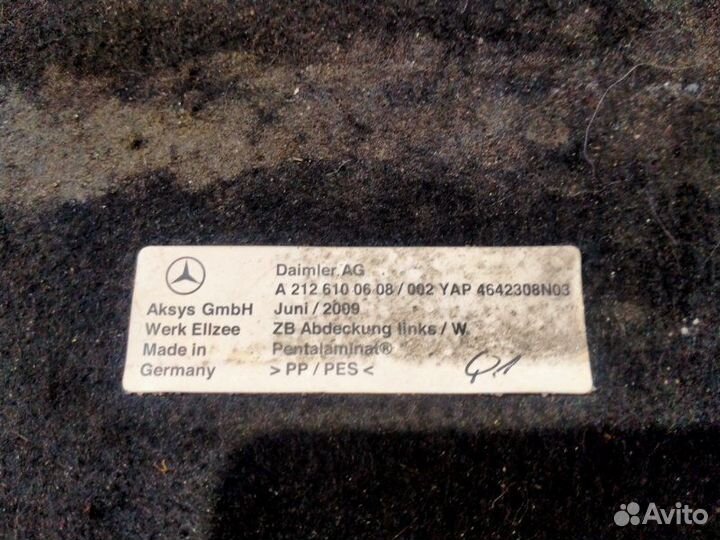 Daimler AG
A 212 610 06 08 / 002 YAP 4642308N03
Aksys GmbH Juni / 2009
Werk Ellzee ZB Abdeckung links / W
Made in Pentalaminat®
Germany > PP / PES <
Avito